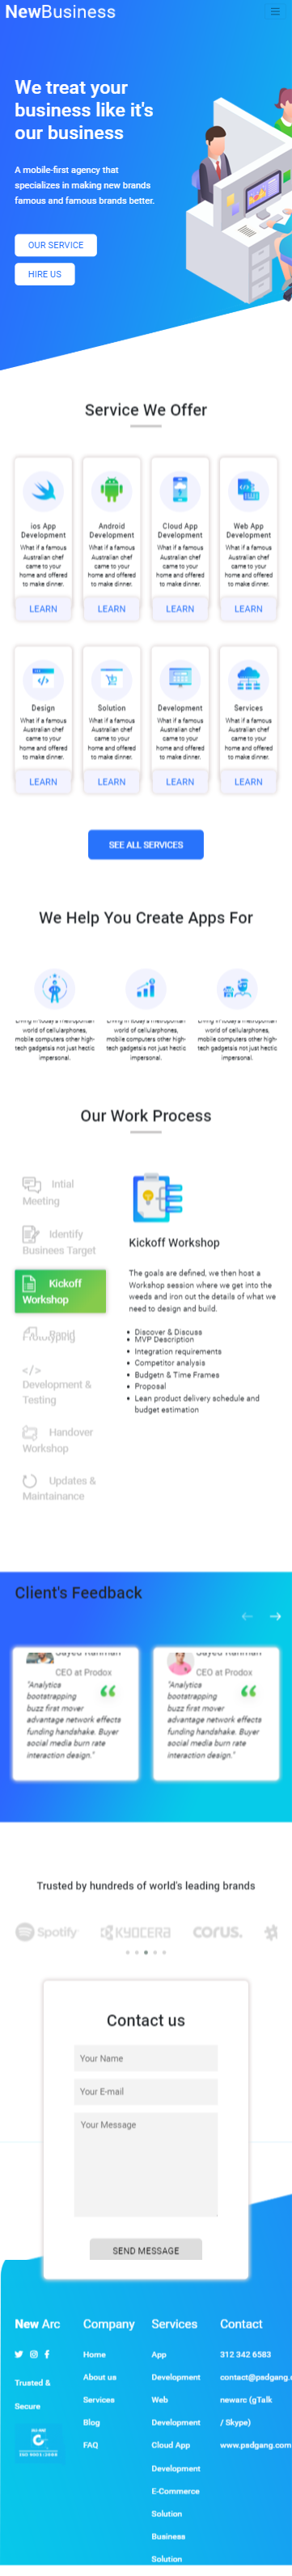 NewBusiness
We treat your
business like it's
our business
A mobile-first agency that
specializes in making new brands
famous and famous brands better.
OUR SERVICE
HIRE US
Service We Offer
ios App
Development
What if a famous
Australian chef
came to your
home and offered
to make dinner.
LEARN
Android
Development
What if a famous
Australian chef
came to your
home and offered
to make dinner.
LEARN
Cloud App
Development
What if a famous
Australian chef
came to your
home and offered
to make dinner.
LEARN
Web App
Development
What if a famous
Australian chef
came to your
home and offered
to make dinner.
LEARN
Design
What if a famous
Australian chef
came to your
home and offered
to make dinner.
LEARN
Solution
What if a famous
Australian chef
came to your
home and offered
to make dinner.
LEARN
Development
What if a famous
Australian chef
came to your
home and offered
to make dinner.
LEARN
Services
What if a famous
Australian chef
came to your
home and offered
to make dinner.
LEARN
SEE ALL SERVICES
We Help You Create Apps For
Living in today's metropolitan
world of cellularphones,
mobile computers other high-
tech gadgetsis not just hectic
impersonal.
Living in today's metropolitan
world of cellularphones,
mobile computers other high-
tech gadgetsis not just hectic
impersonal.
Living in today's metropolitan
world of cellularphones,
mobile computers other high-
tech gadgetsis not just hectic
impersonal.
Our Work Process
Intial
Meeting
Identify
Businees Target
Kickoff
Workshop
Rapid
Prototyping
</>
Development &
Testing
Handover
Workshop
Updates &
Maintainance
Kickoff Workshop
The goals are defined, we then host a
Workshop session where we get into the
weeds and iron out the details of what we
need to design and build.
Discover & Discuss
MVP Description
Integration requirements
Competitor analysis
Budgetn & Time Frames
Proposal
Lean product delivery schedule and
budget estimation
Client's Feedback
Sayed Rahman
CEO at Prodox
"Analytica
bootatrapping
buzz first mover
advantage network effects
funding handahake. Buyer
social media bum rate
interaction design."
Sayed Rahman
CEO at Prodox
"Analytica
bootatrapping
buzz first mover
advantage network effects
funding handahake. Buyer
social media bum rate
interaction design."
Trusted by hundreds of world's leading brands
Spotify
KYOCERA
CORUS.
Contact us
Your Name
Your E-mail
Your Message
SEND MESSAGE
New Arc
Trusted &
Secure
Company
Home
About us
Services
Blog
FAQ
Services
App
Development
Web
Development
Cloud App
Development
E-Commerce
Solution
Business
Solution
Contact
312 342 6583
contact@psdgang.
newarc (gTalk
/ Skype)
www.psdgang.com